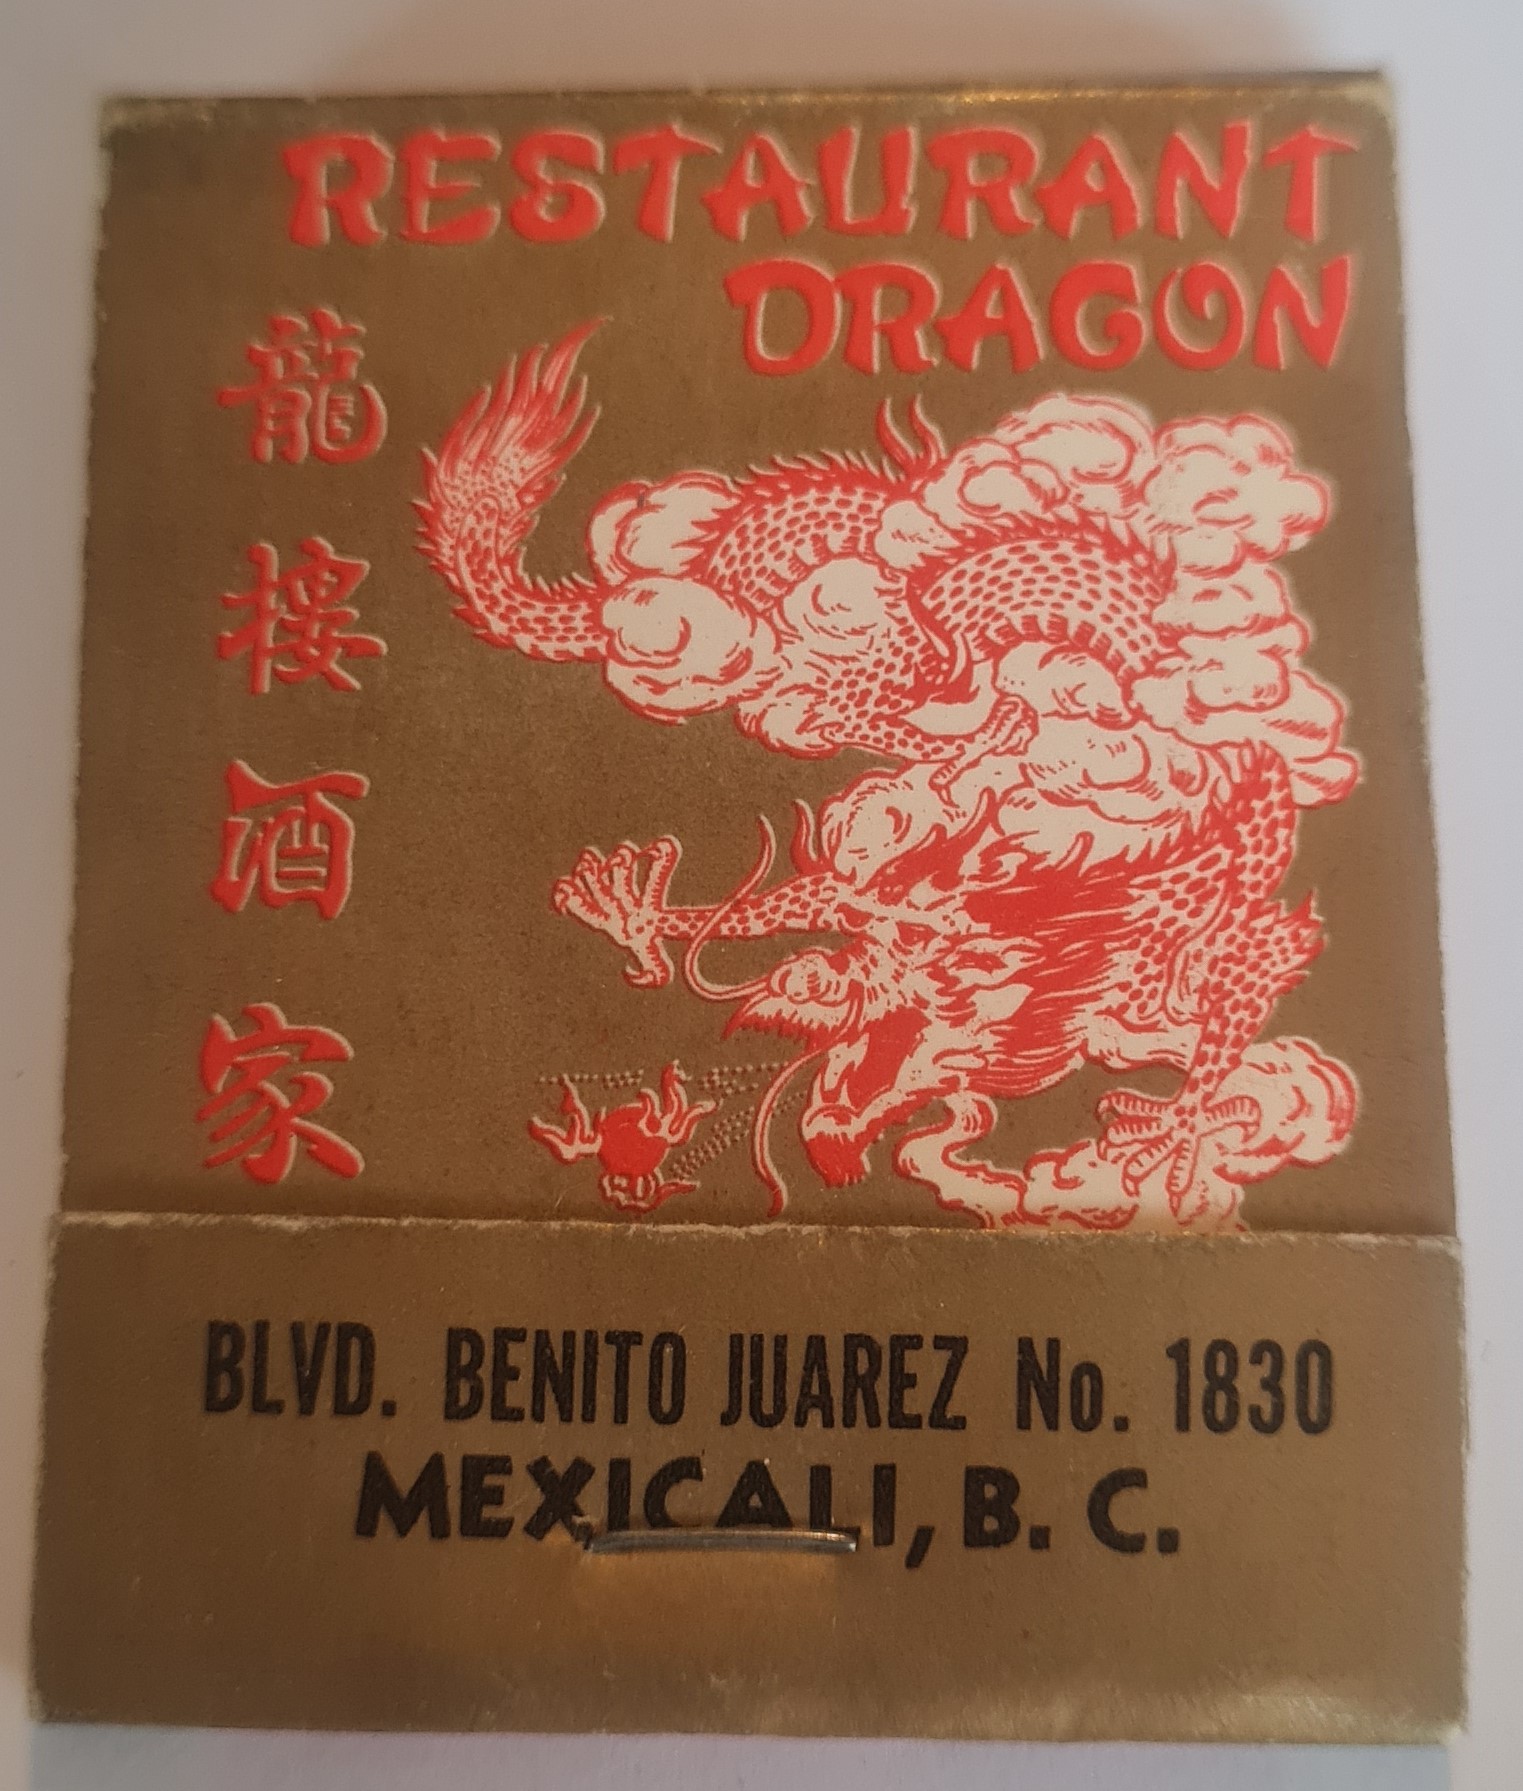 RESTAURANT
DRAGON
龍樓酒家
BLVD. BENITO JUAREZ No. 1830
MEXICALI, B. C.